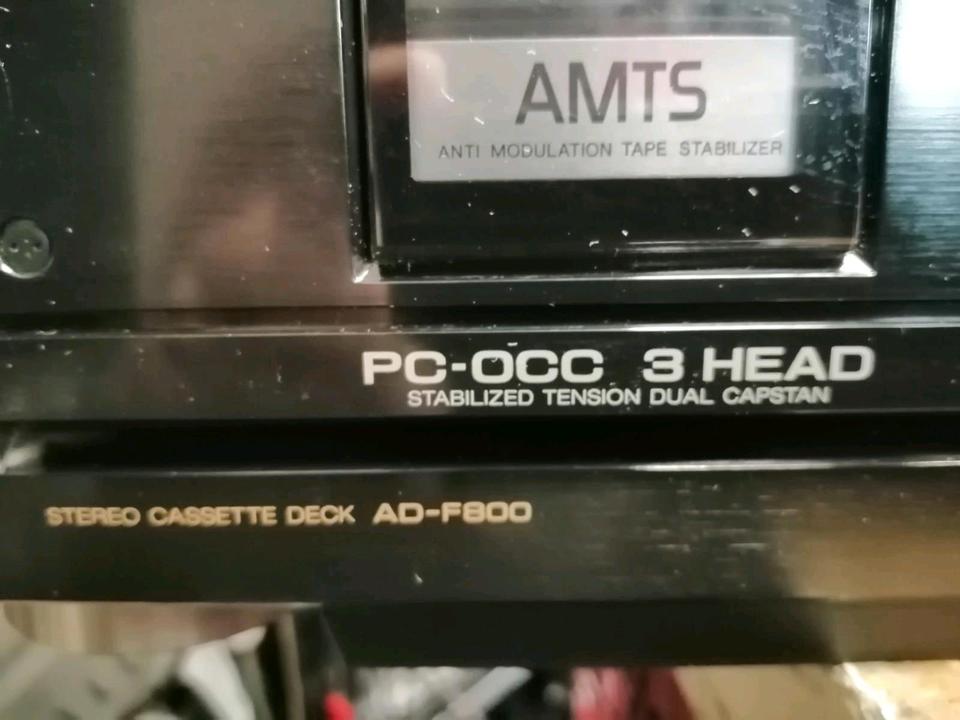 AMTS
ANTI MODULATION TAPE STABILIZER
PC-OCC 3 HEAD
STABILIZED TENSION DUAL CAPSTAN
STEREO CASSETTE DECK AD-F800